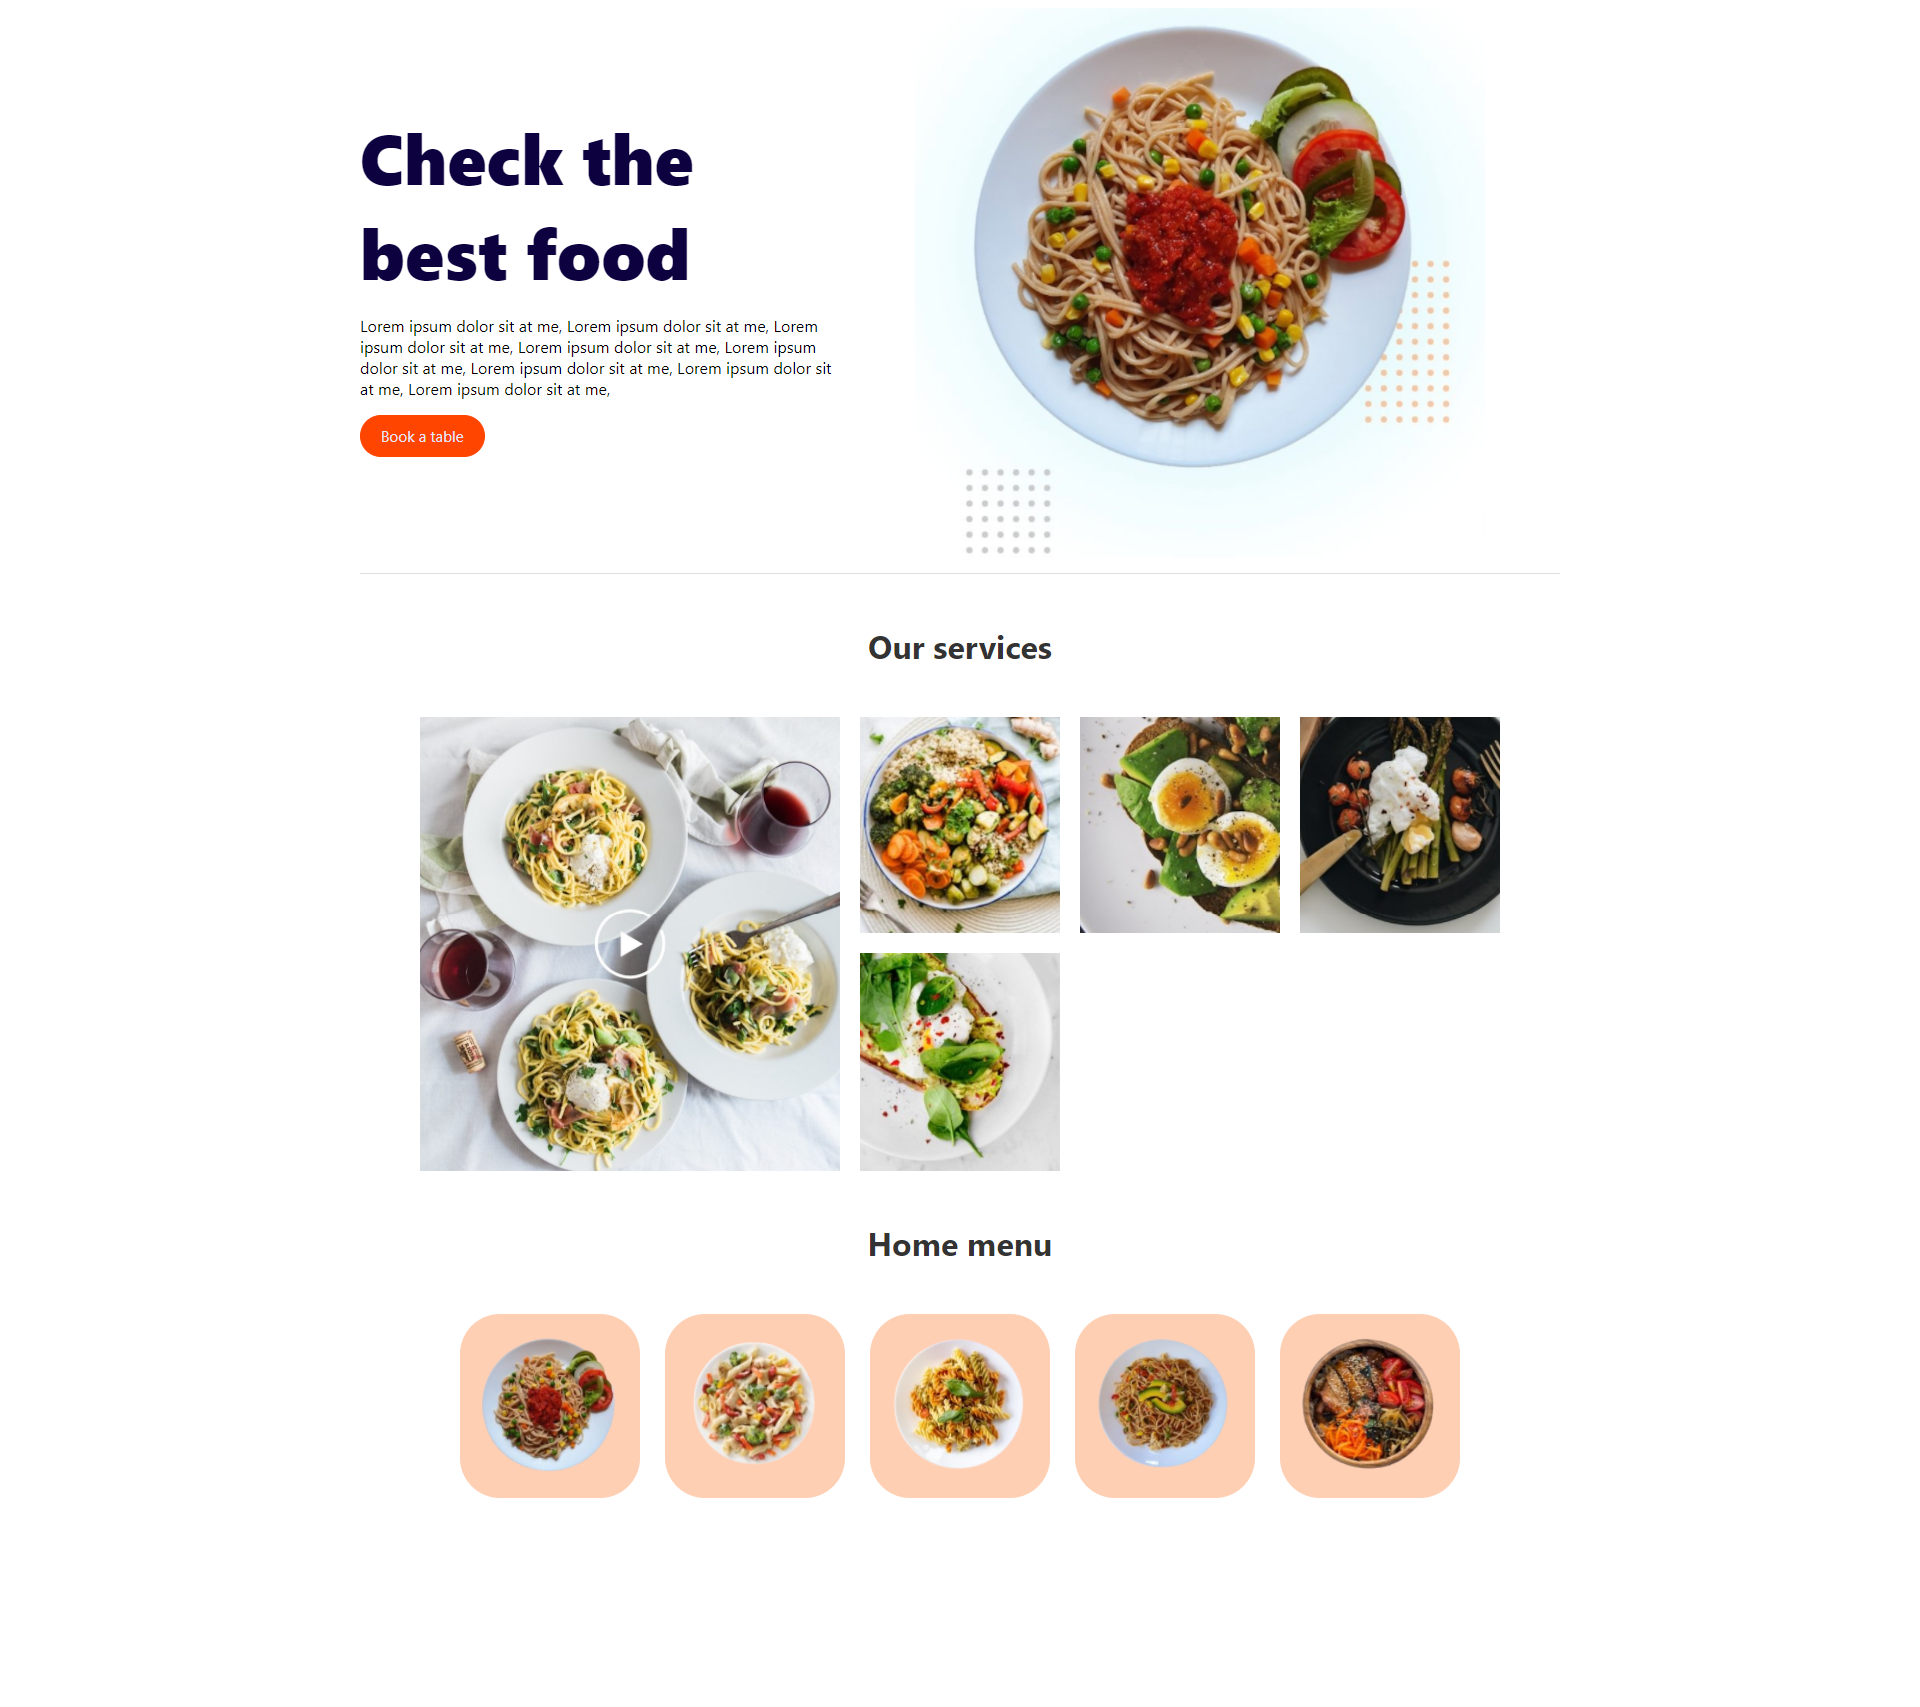 Check the
best food
Lorem ipsum dolor sit at me, Lorem ipsum dolor sit at me, Lorem
ipsum dolor sit at me, Lorem ipsum dolor sit at me, Lorem ipsum
dolor sit at me, Lorem ipsum dolor sit at me, Lorem ipsum dolor sit
at me, Lorem ipsum dolor sit at me,
Book a table
Our services
Home menu